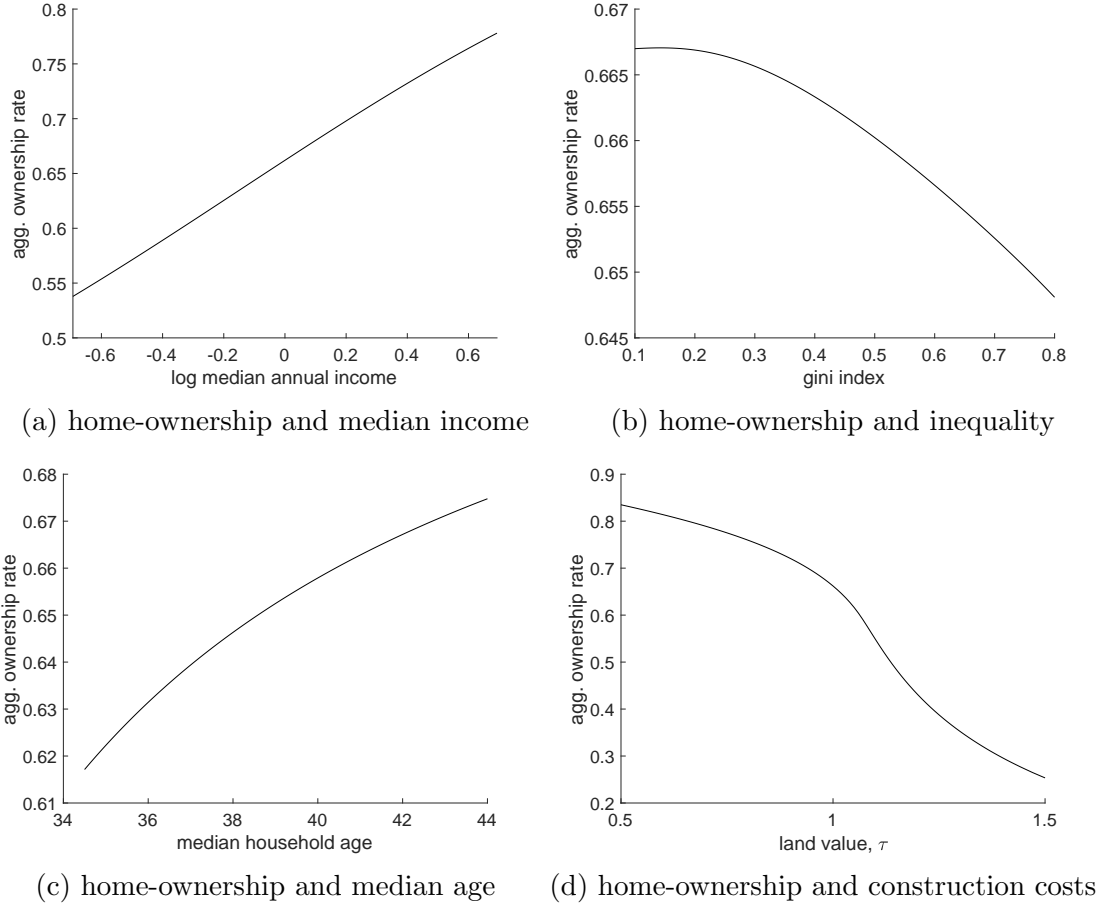 0.8
0.75
0.7
0.65
0.6
0.55
0.5
agg. ownership rate
-0.6 -0.4 -0.2 0 0.2 0.4 0.6
log median annual income
(a) home-ownership and median income
0.67
0.665
0.66
0.655
0.65
0.645
agg. ownership rate
0.1 0.2 0.3 0.4 0.5 0.6 0.7 0.8
gini index
(b) home-ownership and inequality
0.68
0.67
0.66
0.65
0.64
0.63
0.62
0.61
agg. ownership rate
34 36 38 40 42 44
median household age
(c) home-ownership and median age
0.9
0.8
0.7
0.6
0.5
0.4
0.3
0.2
agg. ownership rate
0.5 1 1.5
land value, τ
(d) home-ownership and construction costs